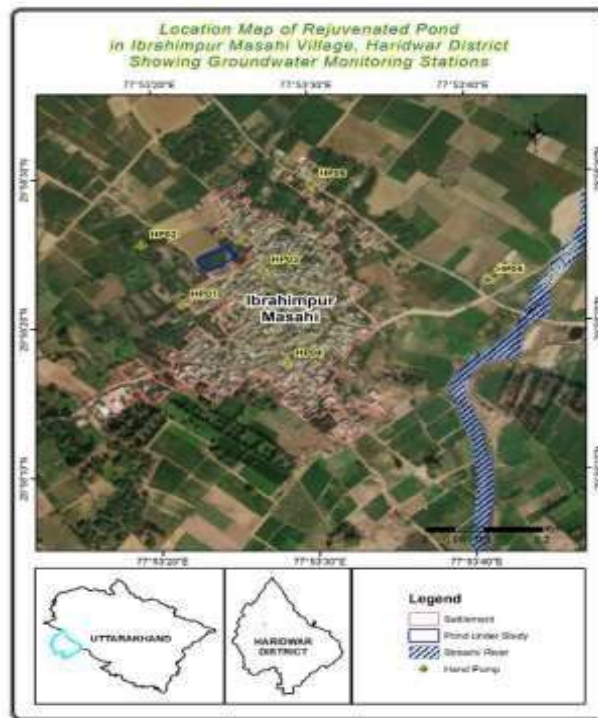 Location Map of Rejuvenated Pond
in Ibrahimpur Masahi Village, Haridwar District
Showing Groundwater Monitoring Stations
77°53'20"E
77°53'30"E
77°53'40"E
HP02
HP03
HP01
Ibrahimpur
Masahi
HP04
77°53'20"E
77°53'30"E
77°53'40"E
UTTARAKHAND
HARIDWAR
DISTRICT
Legend
Settlement
Pond under Study
Stream/ River
Hand Pump